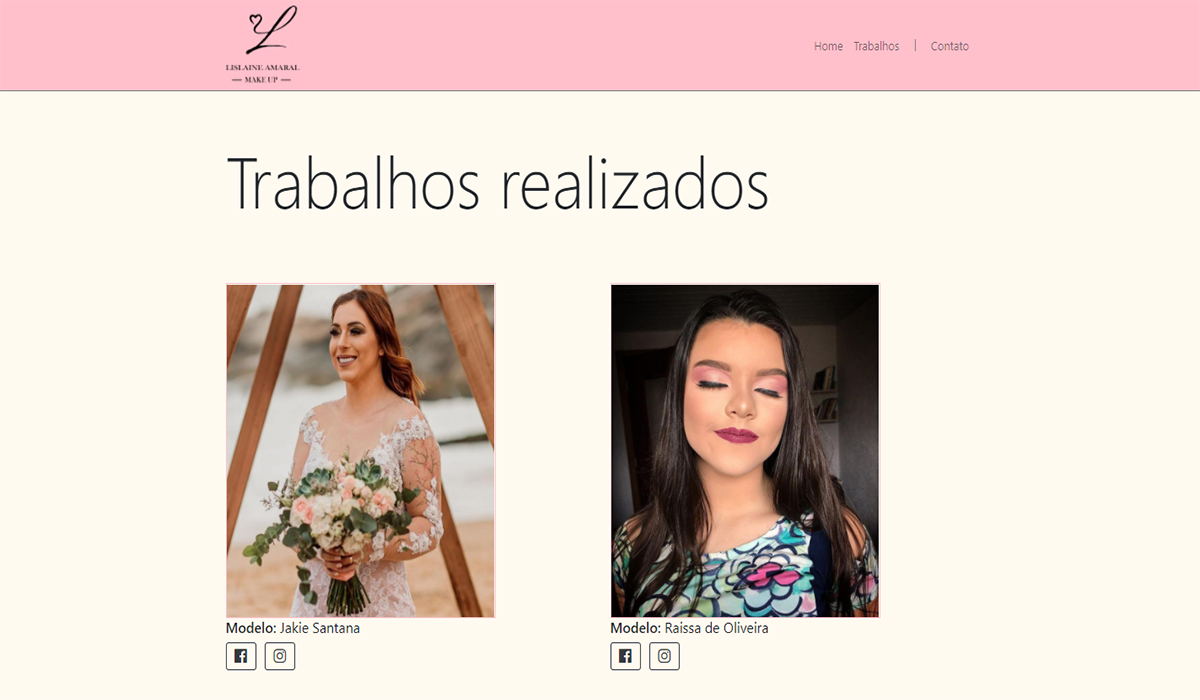 L
LISLAINE AMARAL
MAKE UP
Home Trabalhos | Contato
Trabalhos realizados
Modelo: Jakie Santana
Modelo: Raissa de Oliveira